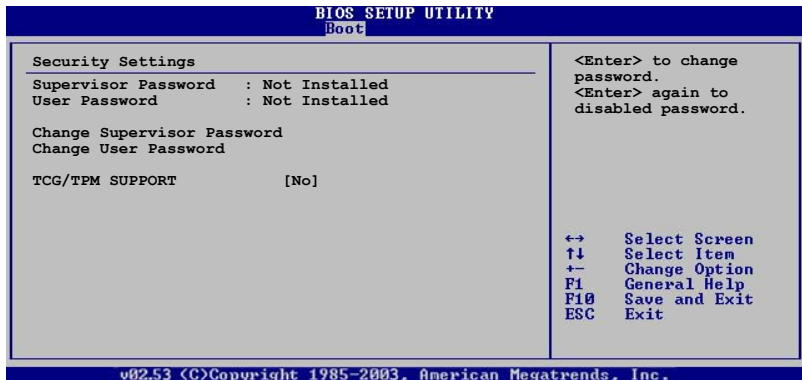 BIOS SETUP UTILITY
Boot
Security Settings
Supervisor Password : Not Installed
User Password : Not Installed
Change Supervisor Password
Change User Password
TCG/TPM SUPPORT [No]
<Enter> to change
password.
<Enter> again to
disabled password.
←→ Select Screen
↑↓ Select Item
+- Change Option
F1 General Help
F10 Save and Exit
ESC Exit
v02.53 (C)Copyright 1985-2003, American Megatrends, Inc.